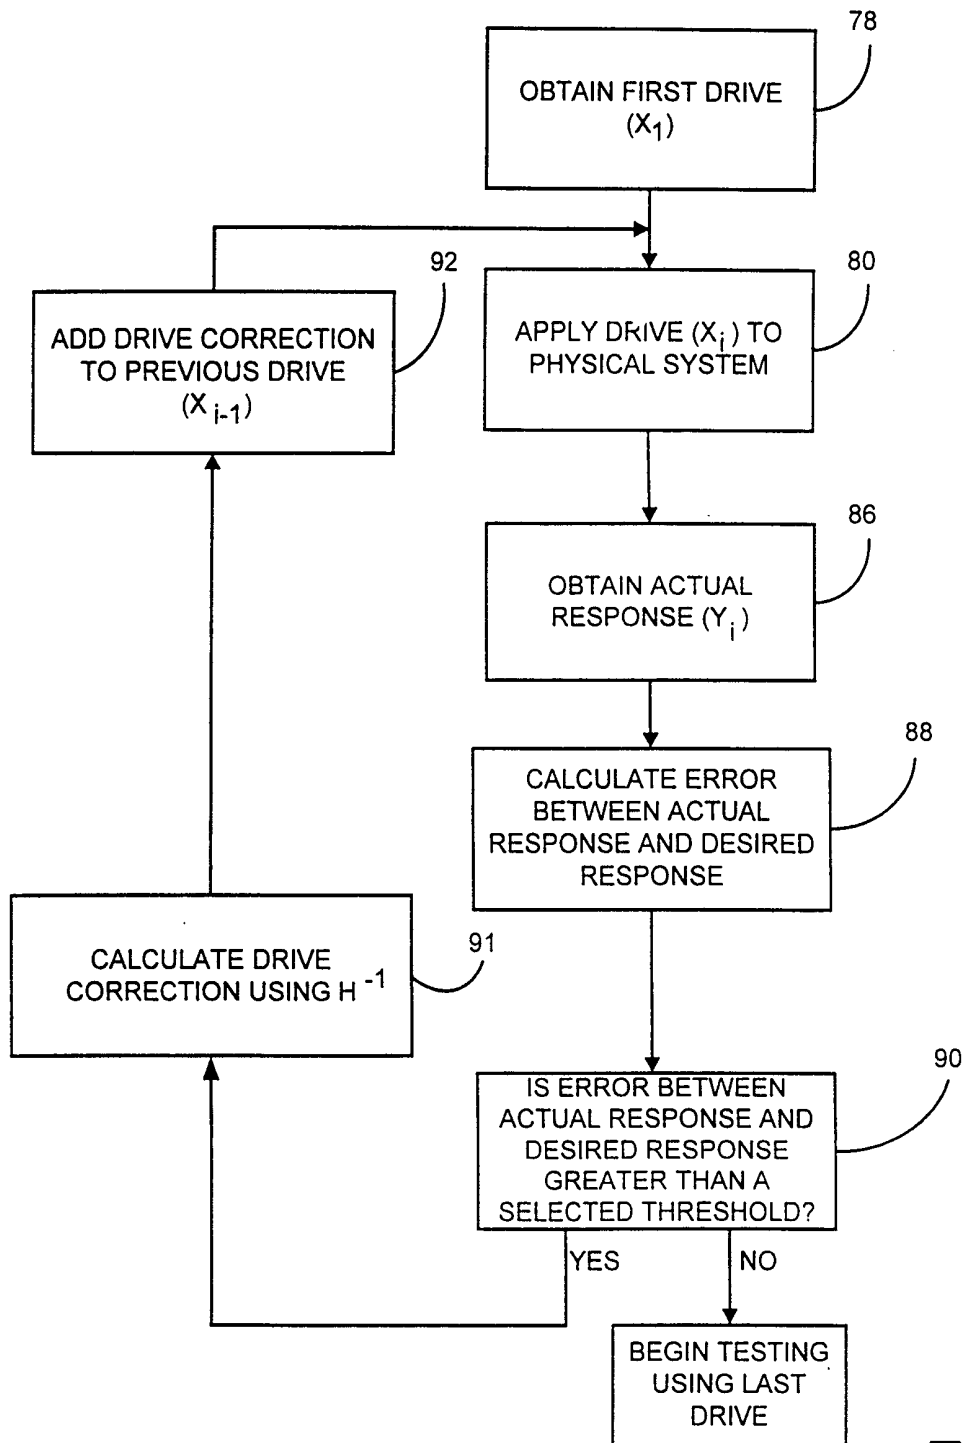 78
OBTAIN FIRST DRIVE
(X1)
92
80
ADD DRIVE CORRECTION
TO PREVIOUS DRIVE
(X i-1)
APPLY DRIVE (Xi) TO
PHYSICAL SYSTEM
86
OBTAIN ACTUAL
RESPONSE (Yi)
88
CALCULATE ERROR
BETWEEN ACTUAL
RESPONSE AND DESIRED
RESPONSE
91
CALCULATE DRIVE
CORRECTION USING H -1
90
IS ERROR BETWEEN
ACTUAL RESPONSE AND
DESIRED RESPONSE
GREATER THAN A
SELECTED THRESHOLD?
YES
NO
BEGIN TESTING
USING LAST
DRIVE